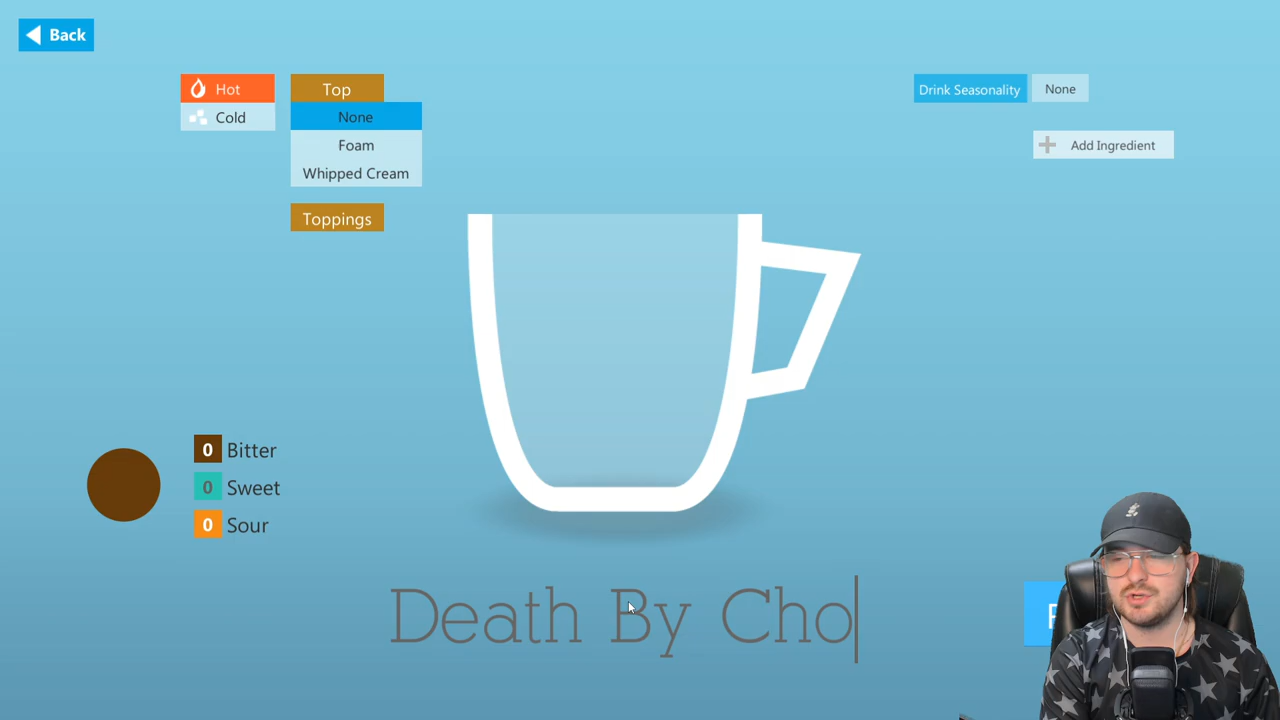 Back
Hot
Top
Drink Seasonality
None
Cold
None
Foam
Add Ingredient
Whipped Cream
Toppings
0 Bitter
0 Sweet
0 Sour
Death By Cho